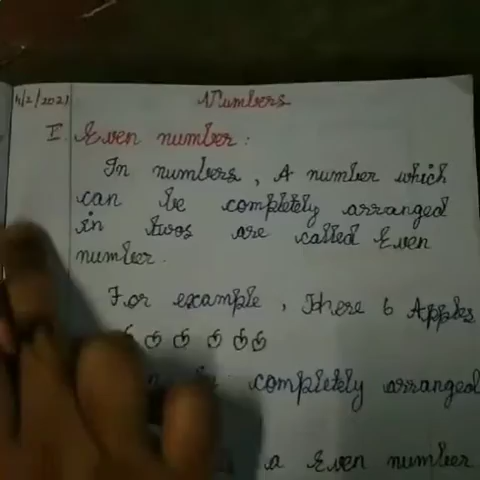 4/2/2021
Numbers
I. Even number:
In numbers, A number which
can be completely arranged
in twos are called Even
number.
For example, There 6 Apples
completely arranged
a Even number